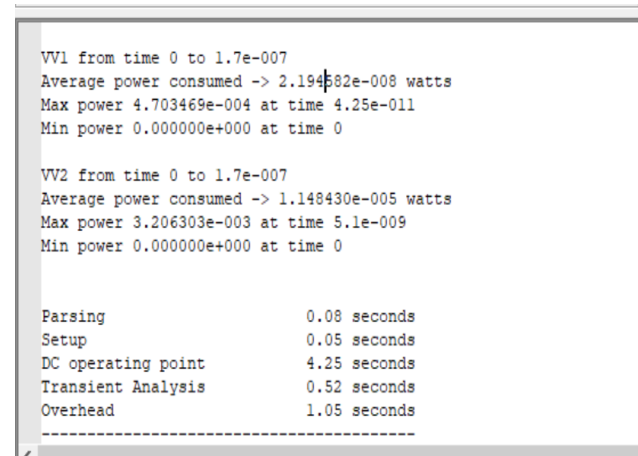 VV1 from time 0 to 1.7e-007
Average power consumed -> 2.194582e-008 watts
Max power 4.703469e-004 at time 4.25e-011
Min power 0.000000e+000 at time 0
VV2 from time 0 to 1.7e-007
Average power consumed -> 1.148430e-005 watts
Max power 3.206303e-003 at time 5.1e-009
Min power 0.000000e+000 at time 0
Parsing 0.08 seconds
Setup 0.05 seconds
DC operating point 4.25 seconds
Transient Analysis 0.52 seconds
Overhead 1.05 seconds
-----------------------------------------